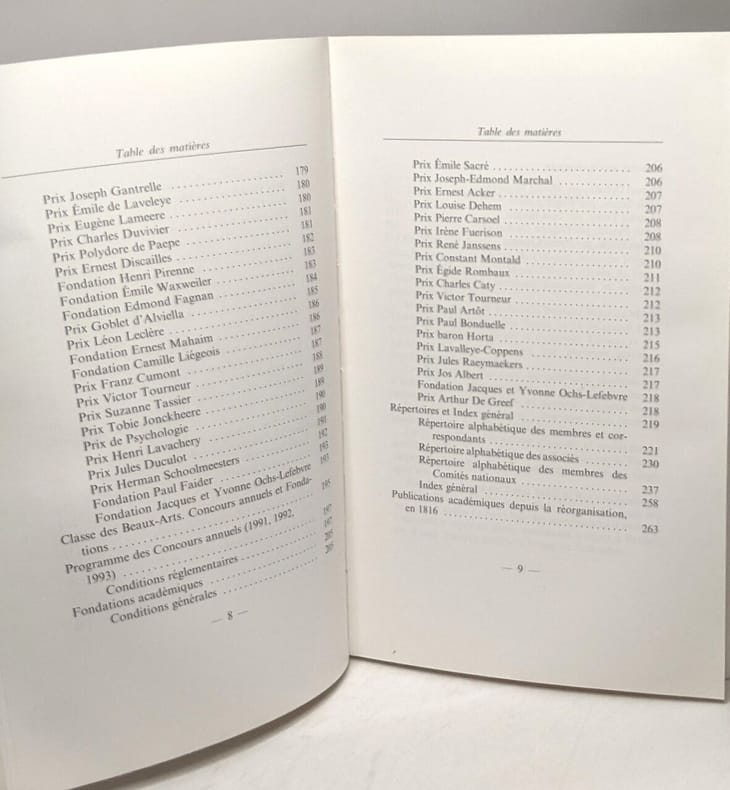 Table des matières
Prix Joseph Gantrelle ........ 179
Prix Émile de Laveleye ........ 180
Prix Eugène Lameere ........ 180
Prix Charles Duvivier ........ 181
Prix Polydore de Paepe ........ 181
Prix Ernest Discailles ........ 182
Fondation Henri Pirenne ........ 183
Fondation Émile Waxweiler ........ 183
Fondation Edmond Fagnan ........ 184
Prix Goblet d'Alviella ........ 185
Prix Léon Leclère ........ 186
Fondation Ernest Mahaim ........ 186
Fondation Camille Liégeois ........ 187
Prix Franz Cumont ........ 187
Prix Victor Tourneur ........ 188
Prix Suzanne Tassier ........ 189
Prix Tobie Jonckheere ........ 189
Prix de Psychologie ........ 190
Prix Henri Lavachery ........ 190
Prix Jules Duculot ........ 191
Prix Herman Schoolmeesters ........ 192
Fondation Paul Faider ........ 193
Fondation Jacques et Yvonne Ochs-Lefebvre 193
Classe des Beaux-Arts. Concours annuels et Fonda-
tions ........ 195
Programme des Concours annuels (1991, 1992,
1993) ........ 197
Conditions réglementaires ........ 197
Fondations académiques ........ 205
Conditions générales ........ 205
— 8 —
Table des matières
Prix Émile Sacré ........ 206
Prix Joseph-Edmond Marchal ........ 206
Prix Ernest Acker ........ 207
Prix Louise Dehem ........ 207
Prix Pierre Carsoel ........ 208
Prix Irène Fuerison ........ 208
Prix René Janssens ........ 210
Prix Constant Montald ........ 210
Prix Égide Rombaux ........ 211
Prix Charles Caty ........ 212
Prix Victor Tourneur ........ 212
Prix Paul Artôt ........ 213
Prix Paul Bonduelle ........ 213
Prix baron Horta ........ 215
Prix Lavalleye-Coppens ........ 216
Prix Jules Raeymaekers ........ 217
Prix Jos Albert ........ 217
Fondation Jacques et Yvonne Ochs-Lefebvre 218
Prix Arthur De Greef ........ 218
Répertoires et Index général ........ 219
Répertoire alphabétique des membres et cor-
respondants ........ 221
Répertoire alphabétique des associés ........ 230
Répertoire alphabétique des membres des
Comités nationaux ........ 237
Index général ........ 258
Publications académiques depuis la réorganisation,
en 1816 ........ 263
— 9 —